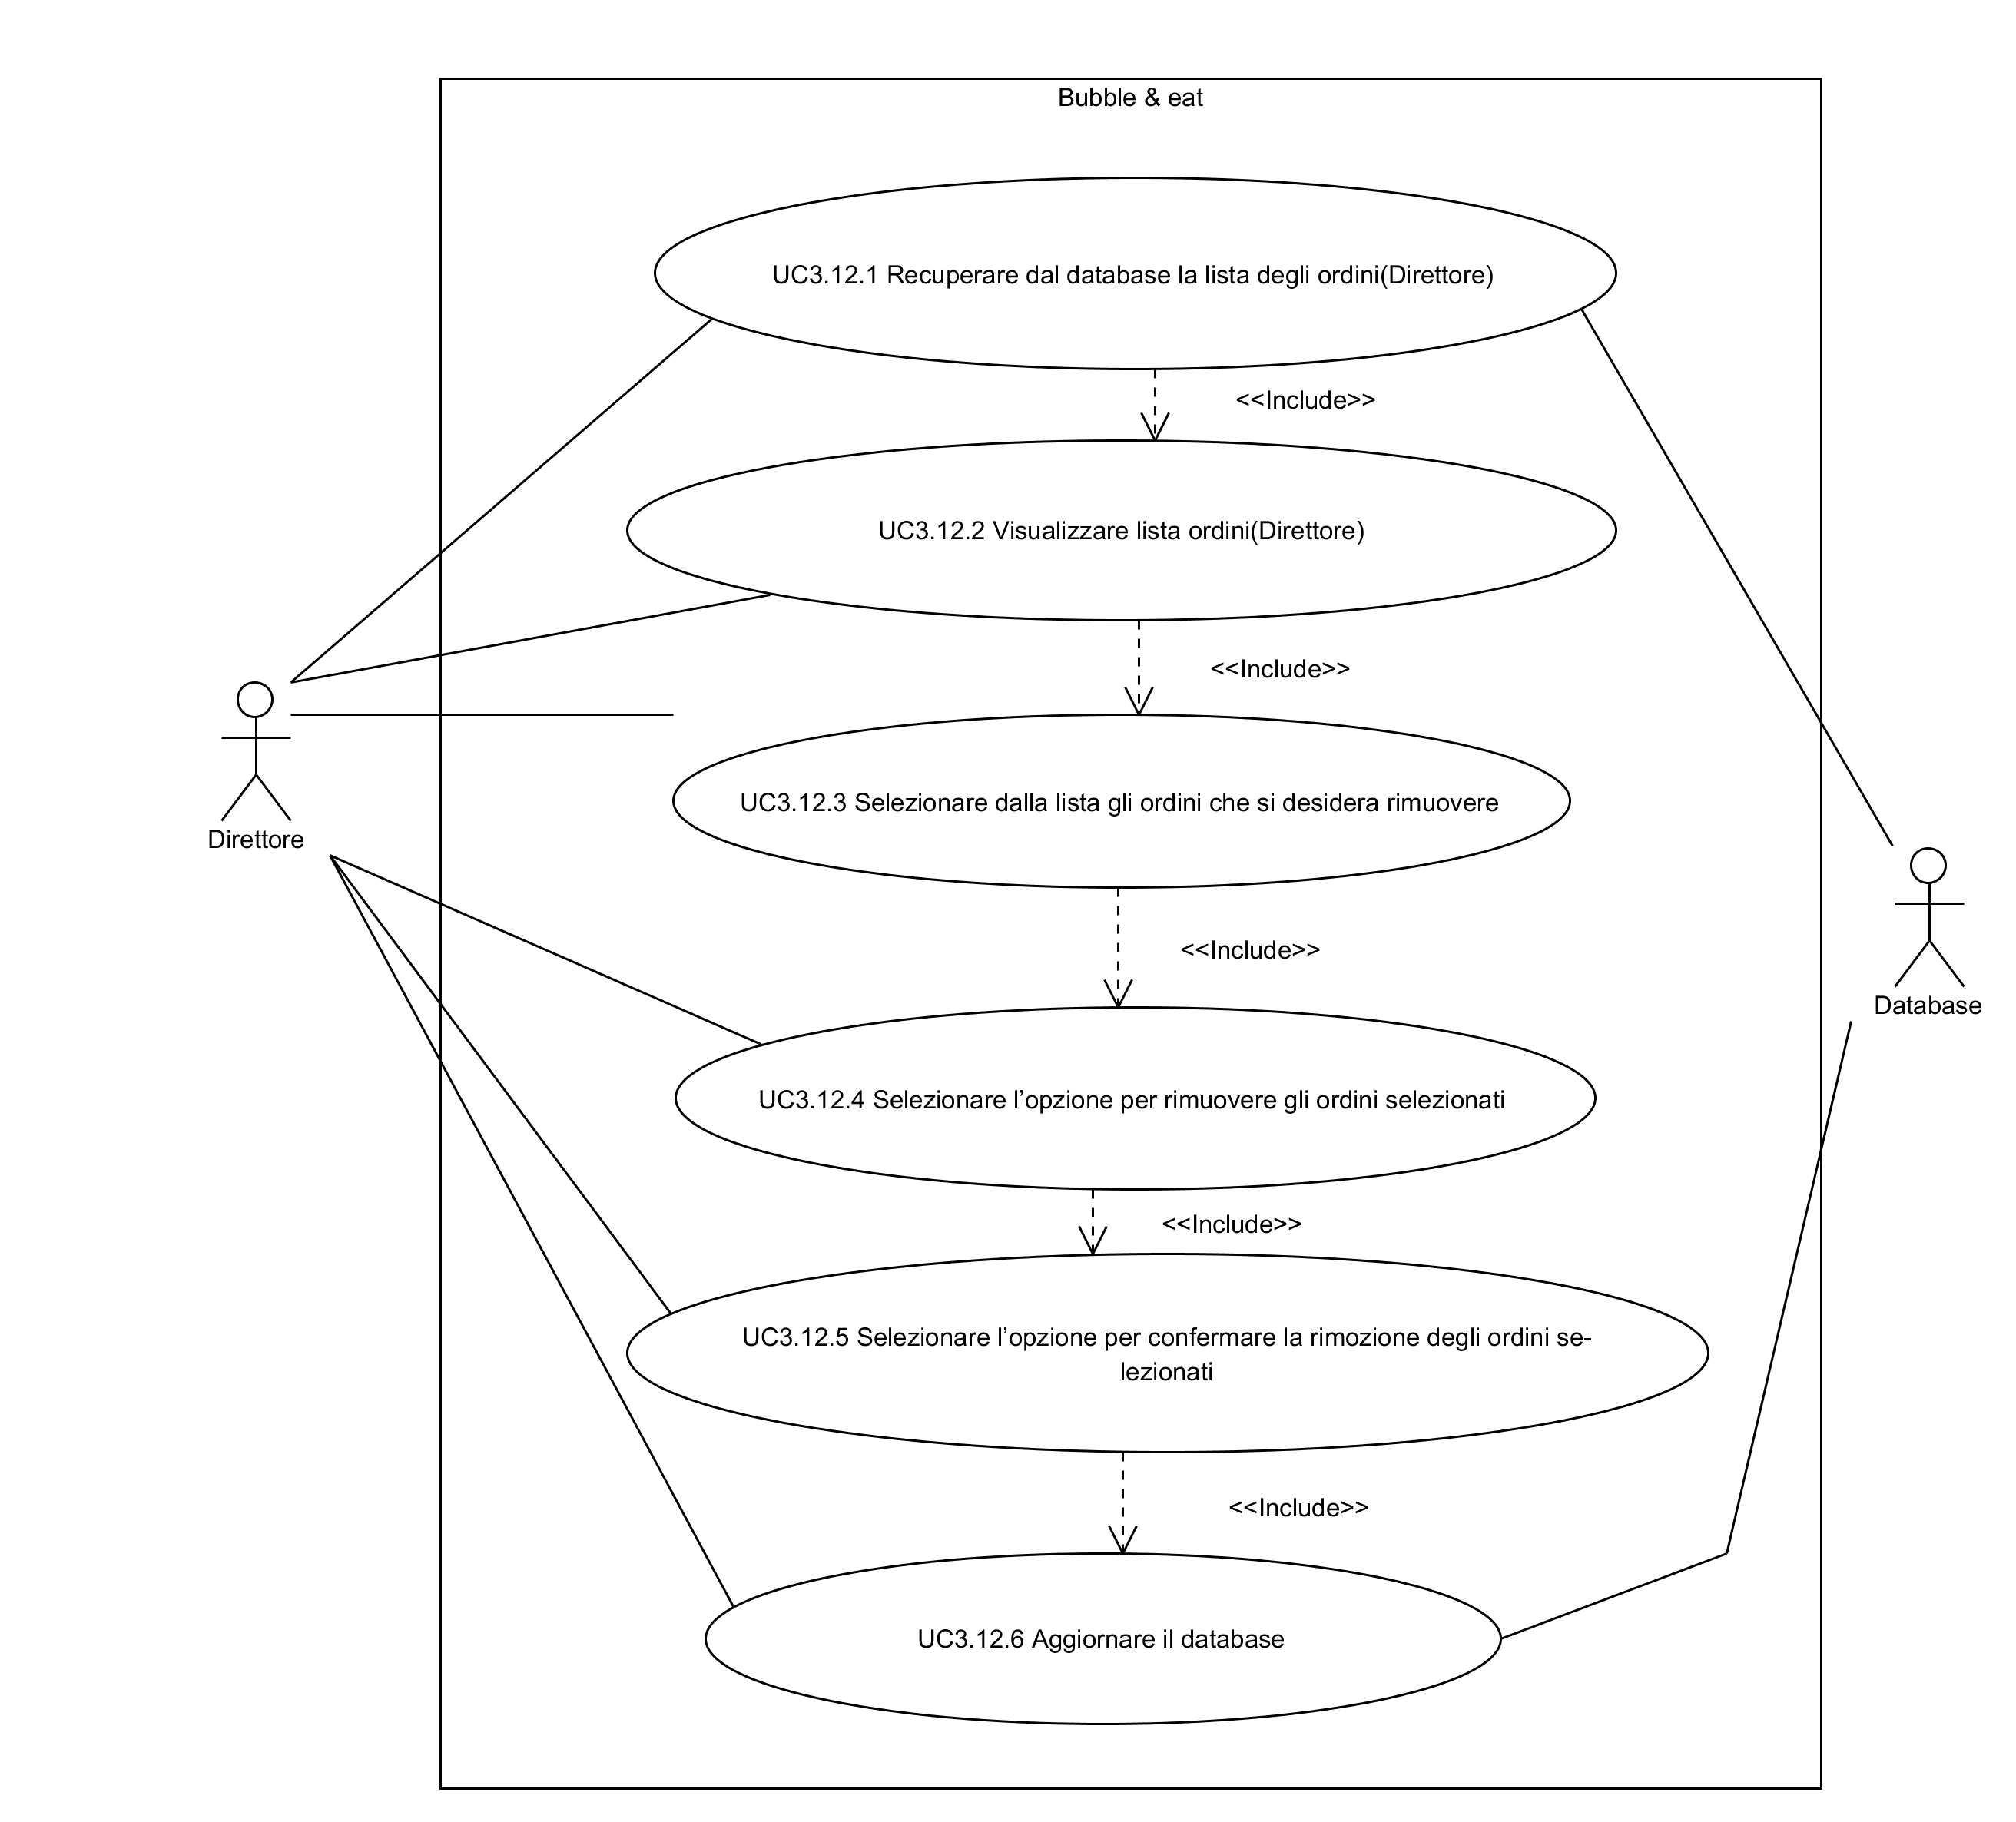 Bubble & eat
UC3.12.1 Recuperare dal database la lista degli ordini(Direttore)
<<Include>>
UC3.12.2 Visualizzare lista ordini(Direttore)
<<Include>>
UC3.12.3 Selezionare dalla lista gli ordini che si desidera rimuovere
Direttore
<<Include>>
Database
UC3.12.4 Selezionare l’opzione per rimuovere gli ordini selezionati
<<Include>>
UC3.12.5 Selezionare l’opzione per confermare la rimozione degli ordini se-
lezionati
<<Include>>
UC3.12.6 Aggiornare il database